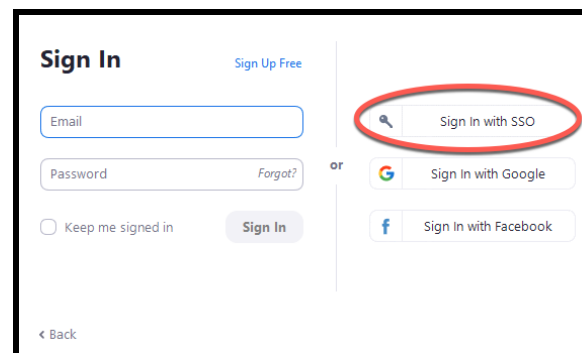 Sign In
Sign Up Free
Email
Password
Forgot?
Keep me signed in
Sign In
or
Sign In with SSO
Sign In with Google
Sign In with Facebook
Back